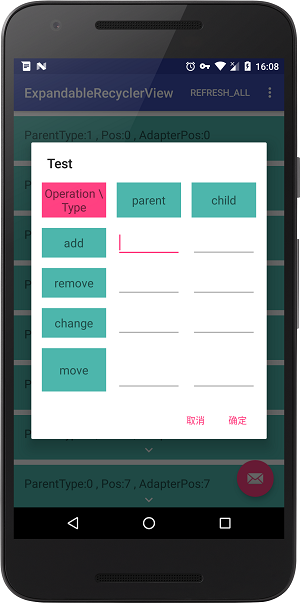 16:08
ExpandableRecyclerView REFRESH_ALL
ParentType:1 , Pos:0 , AdapterPos:0
Test
Operation \
Type
parent
child
add
remove
change
move
取消 确定
ParentType:0 , Pos:7 , AdapterPos:7